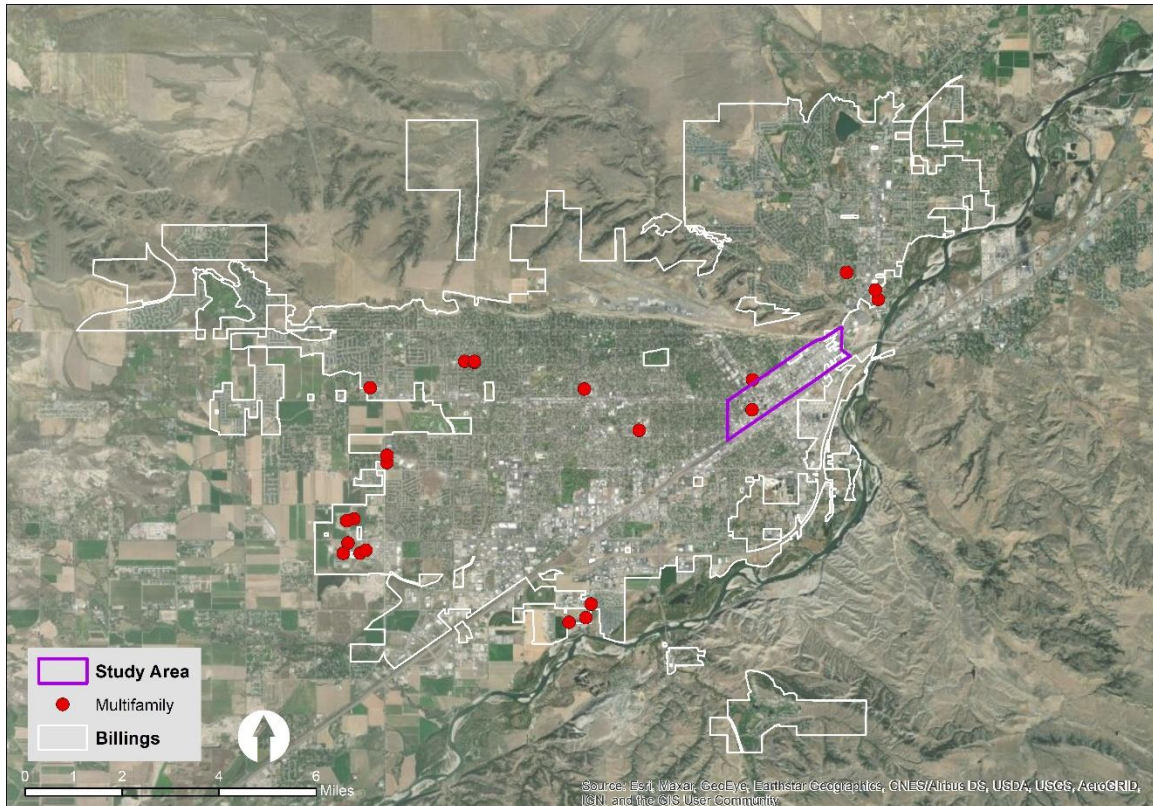 Study Area
Multifamily
Billings
0 2 4 6
Miles
Source: Esri, Maxar, GeoEye, Earthstar Geographics, CNES/Airbus DS, USDA, USGS, AeroGRID,
IGN, and the GIS User Community